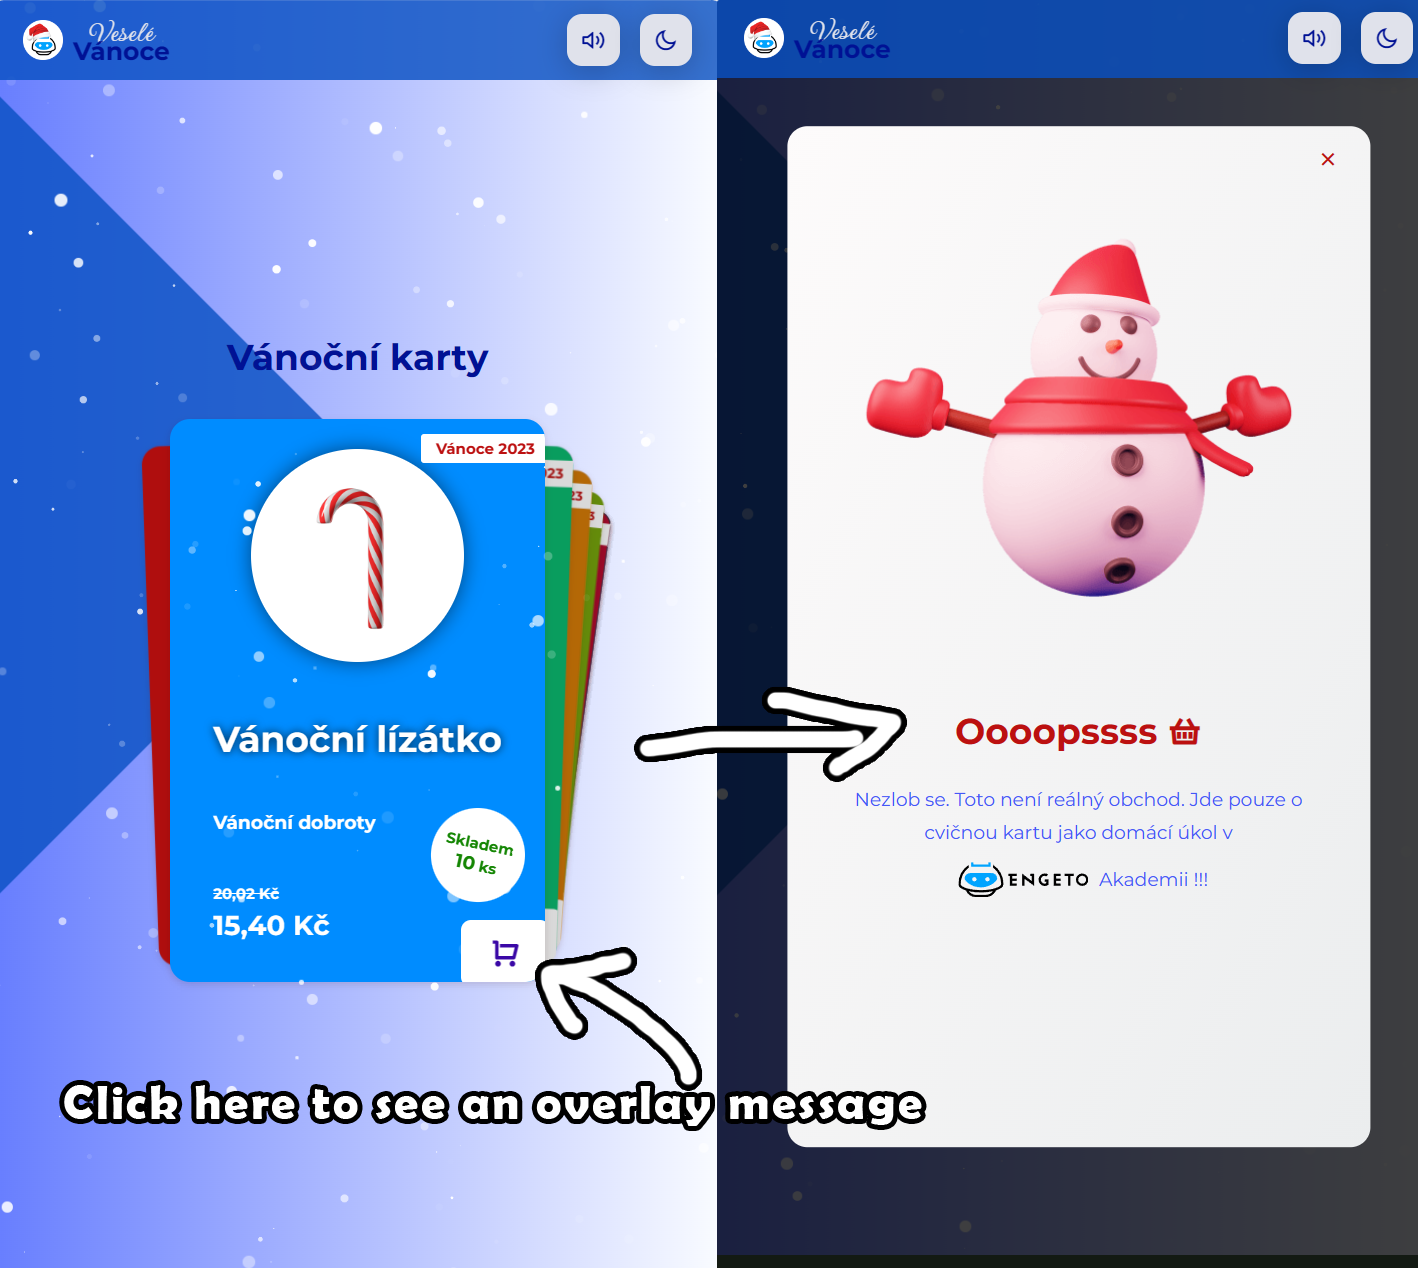 Veselé
Vánoce
Vánoční karty
Vánoce 2023
023
23
3
Vánoční lízátko
Vánoční dobroty
Skladem
10 ks
20,02 Kč
15,40 Kč
Click here to see an overlay message
Veselé
Vánoce
Oooopssss
Nezlob se. Toto není reálný obchod. Jde pouze o
cvičnou kartu jako domácí úkol v
ENGETO Akademii !!!